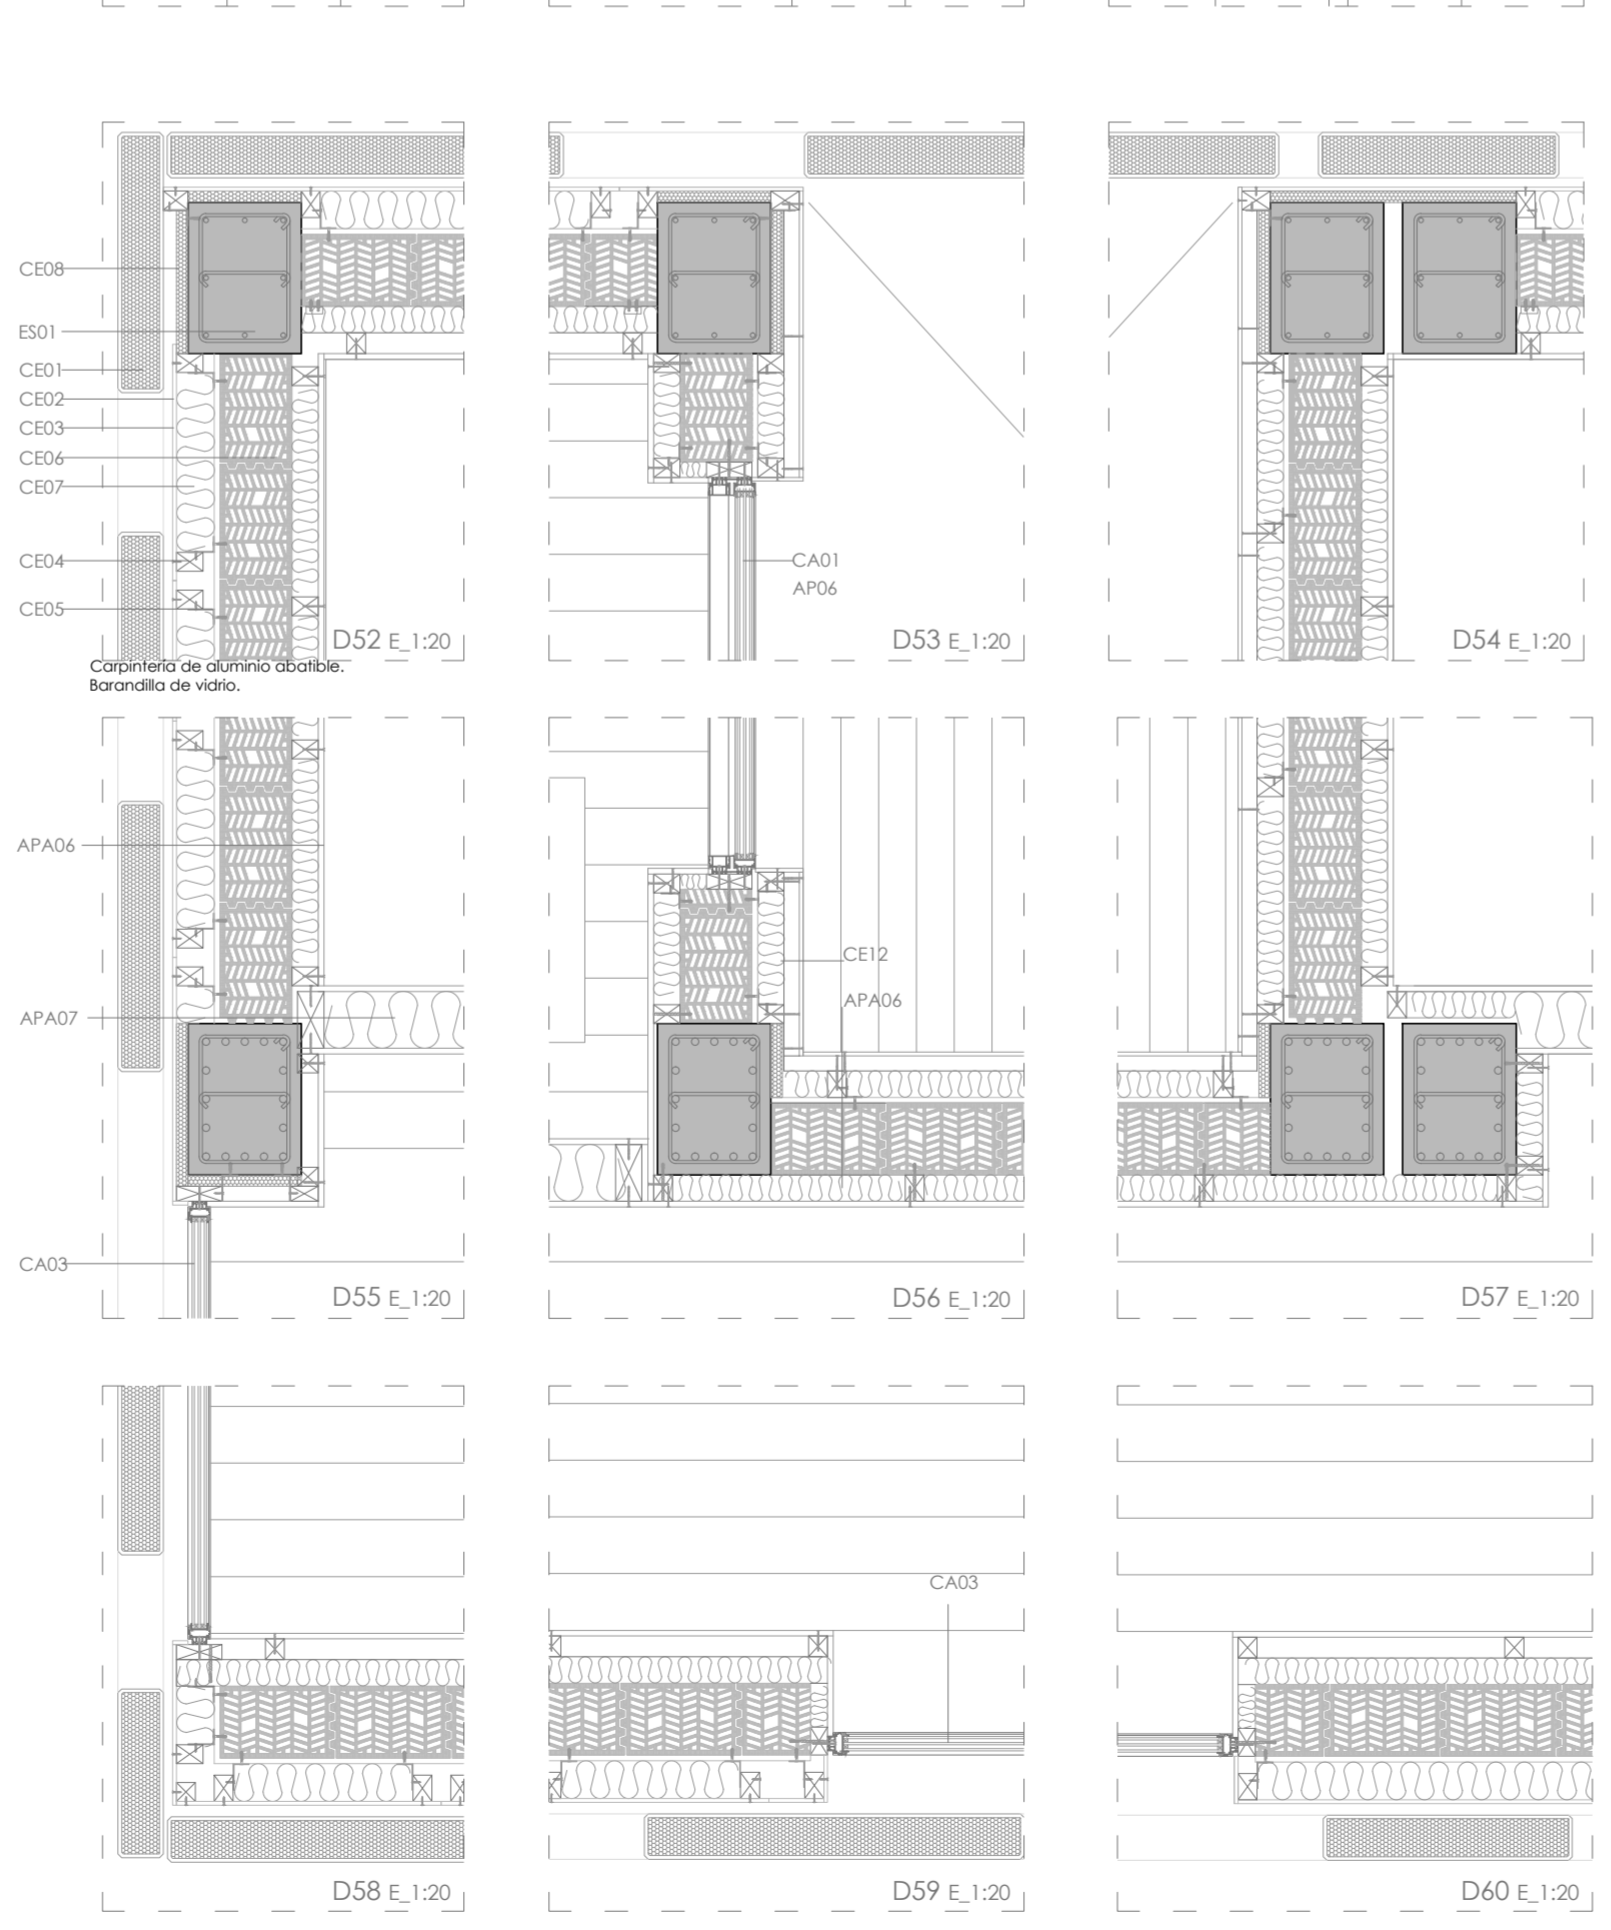 CE08
ES01
CE01
CE02
CE03
CE06
CE07
CE04
CE05
D52 E_1:20
CA01
AP06
D53 E_1:20
D54 E_1:20
Carpintería de aluminio abatible.
Barandilla de vidrio.
APA06
APA07
CA03
D55 E_1:20
CE12
APA06
D56 E_1:20
D57 E_1:20
D58 E_1:20
CA03
D59 E_1:20
D60 E_1:20